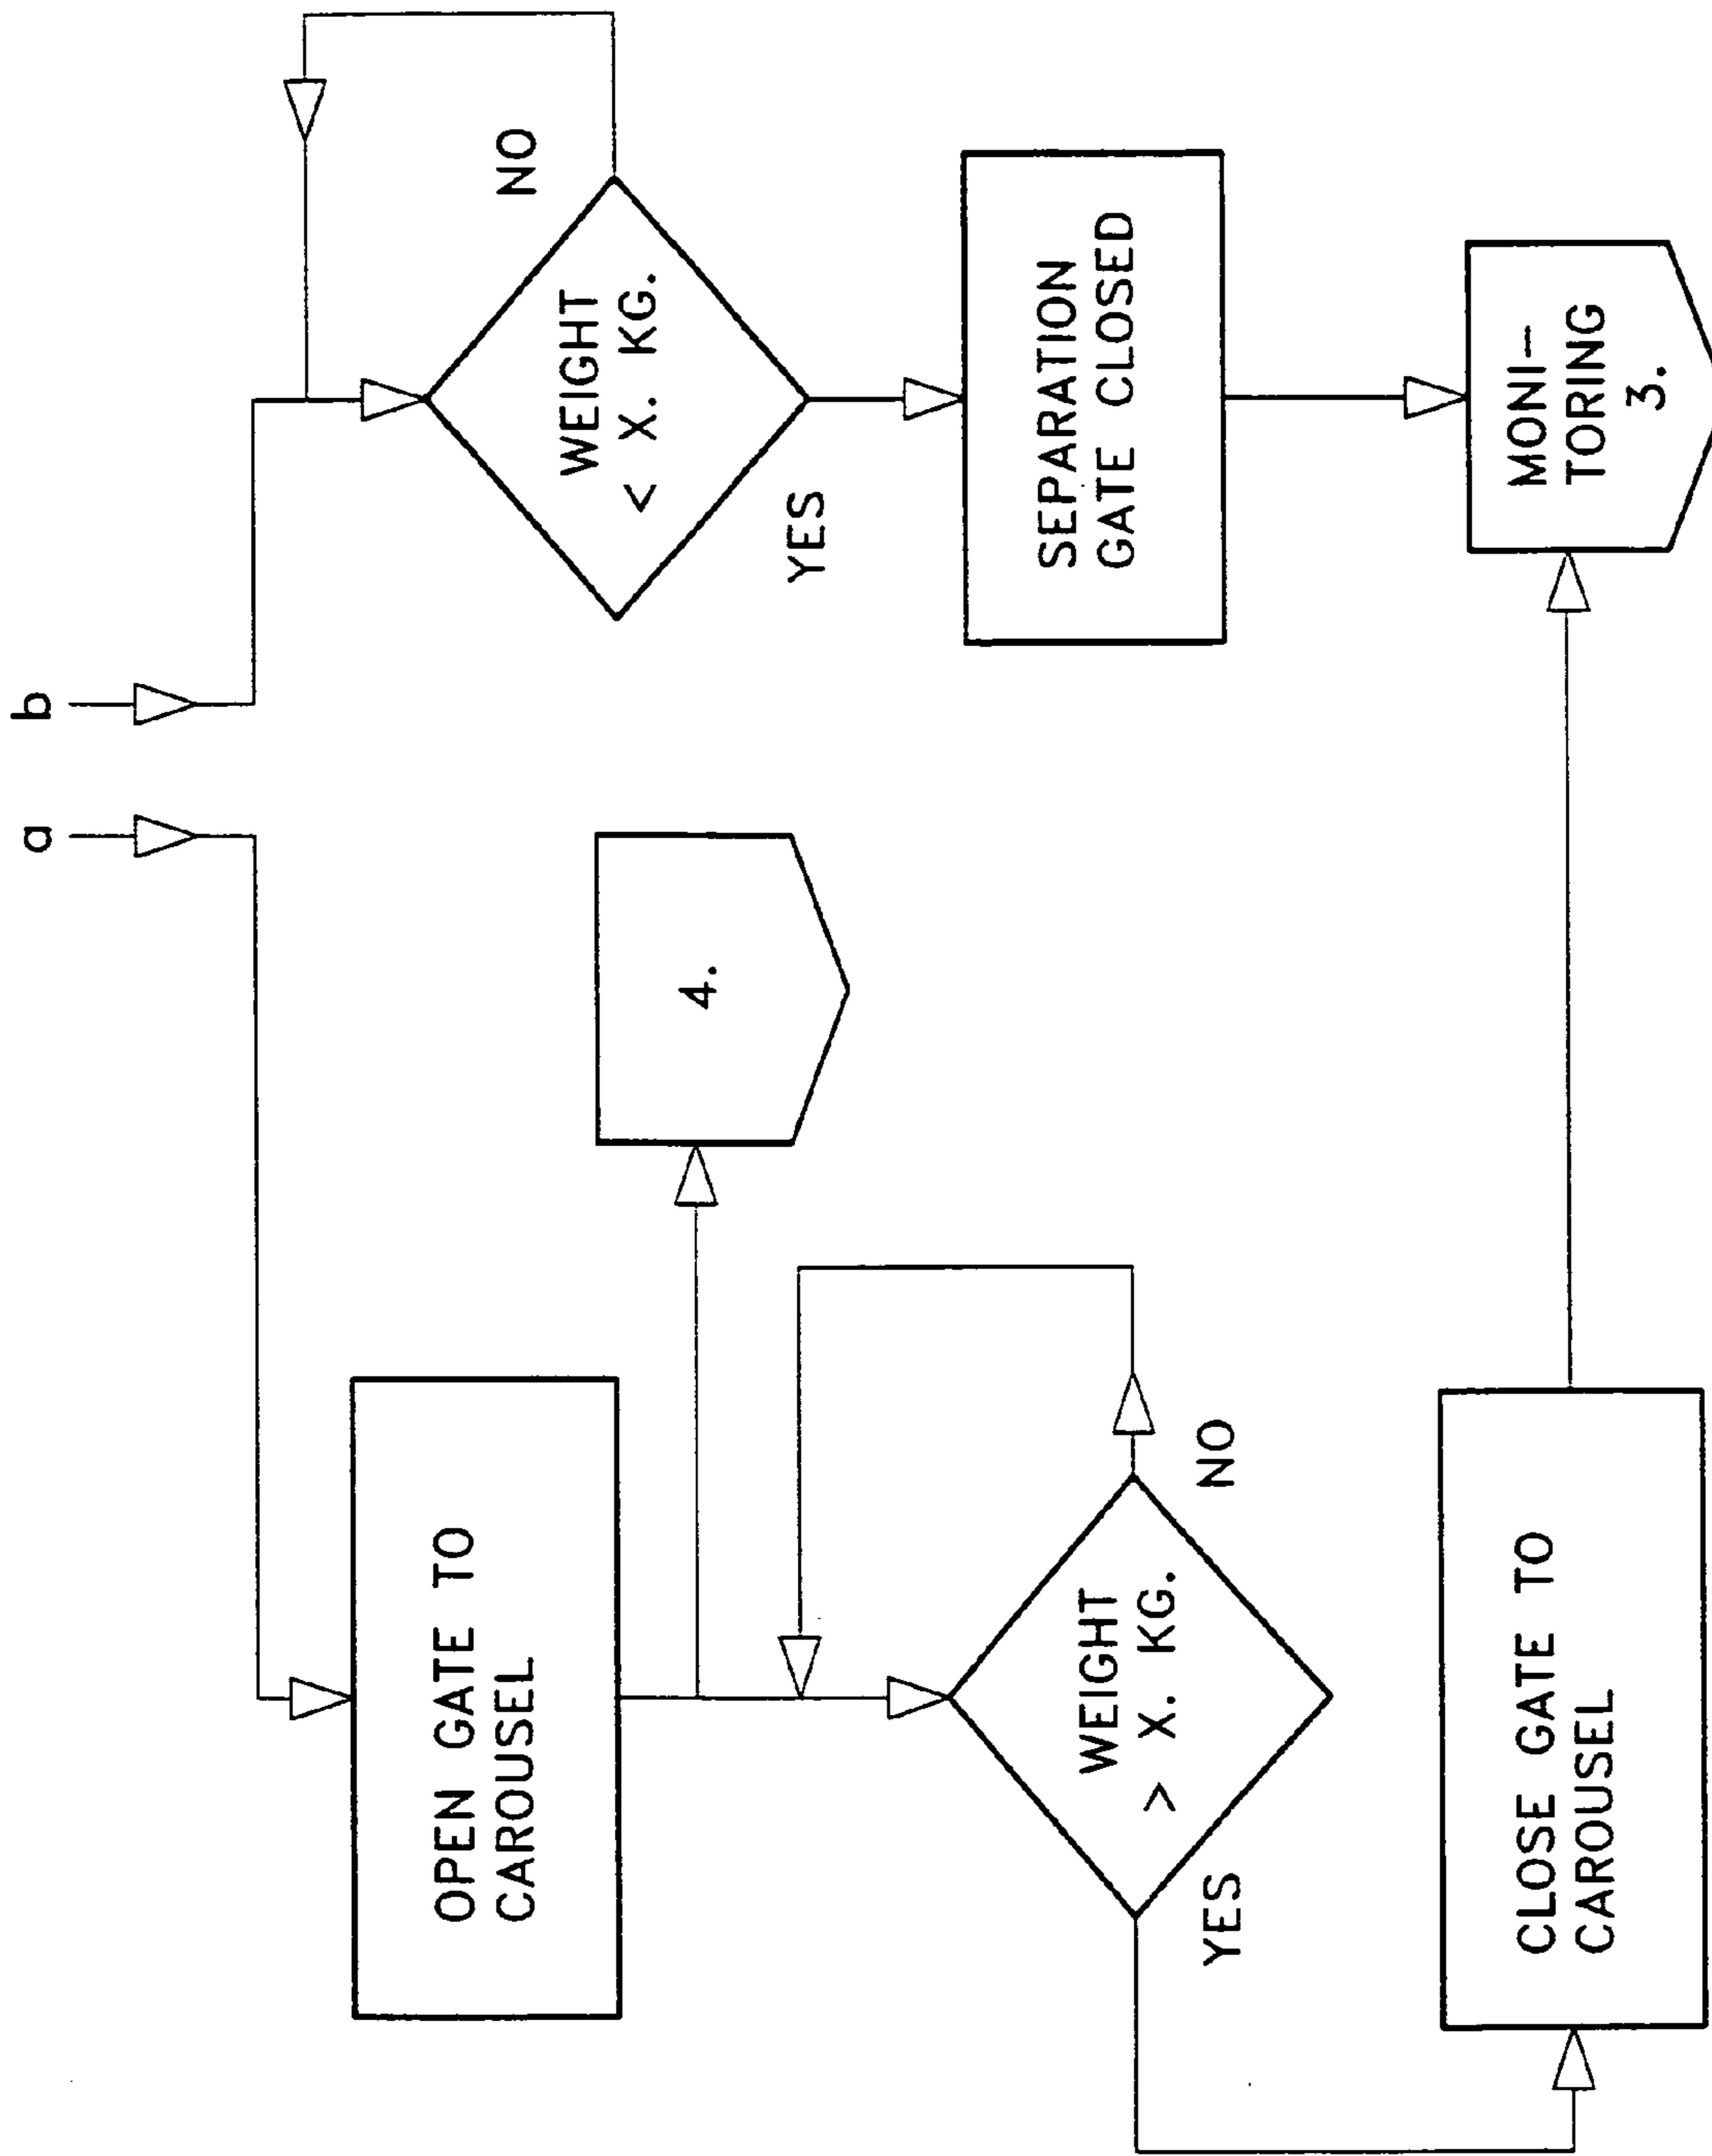 a
b
OPEN GATE TO
CAROUSEL
4.
WEIGHT
> X. KG.
YES
NO
CLOSE GATE TO
CAROUSEL
WEIGHT
< X. KG.
NO
YES
SEPARATION
GATE CLOSED
MONI-
TORING
3.